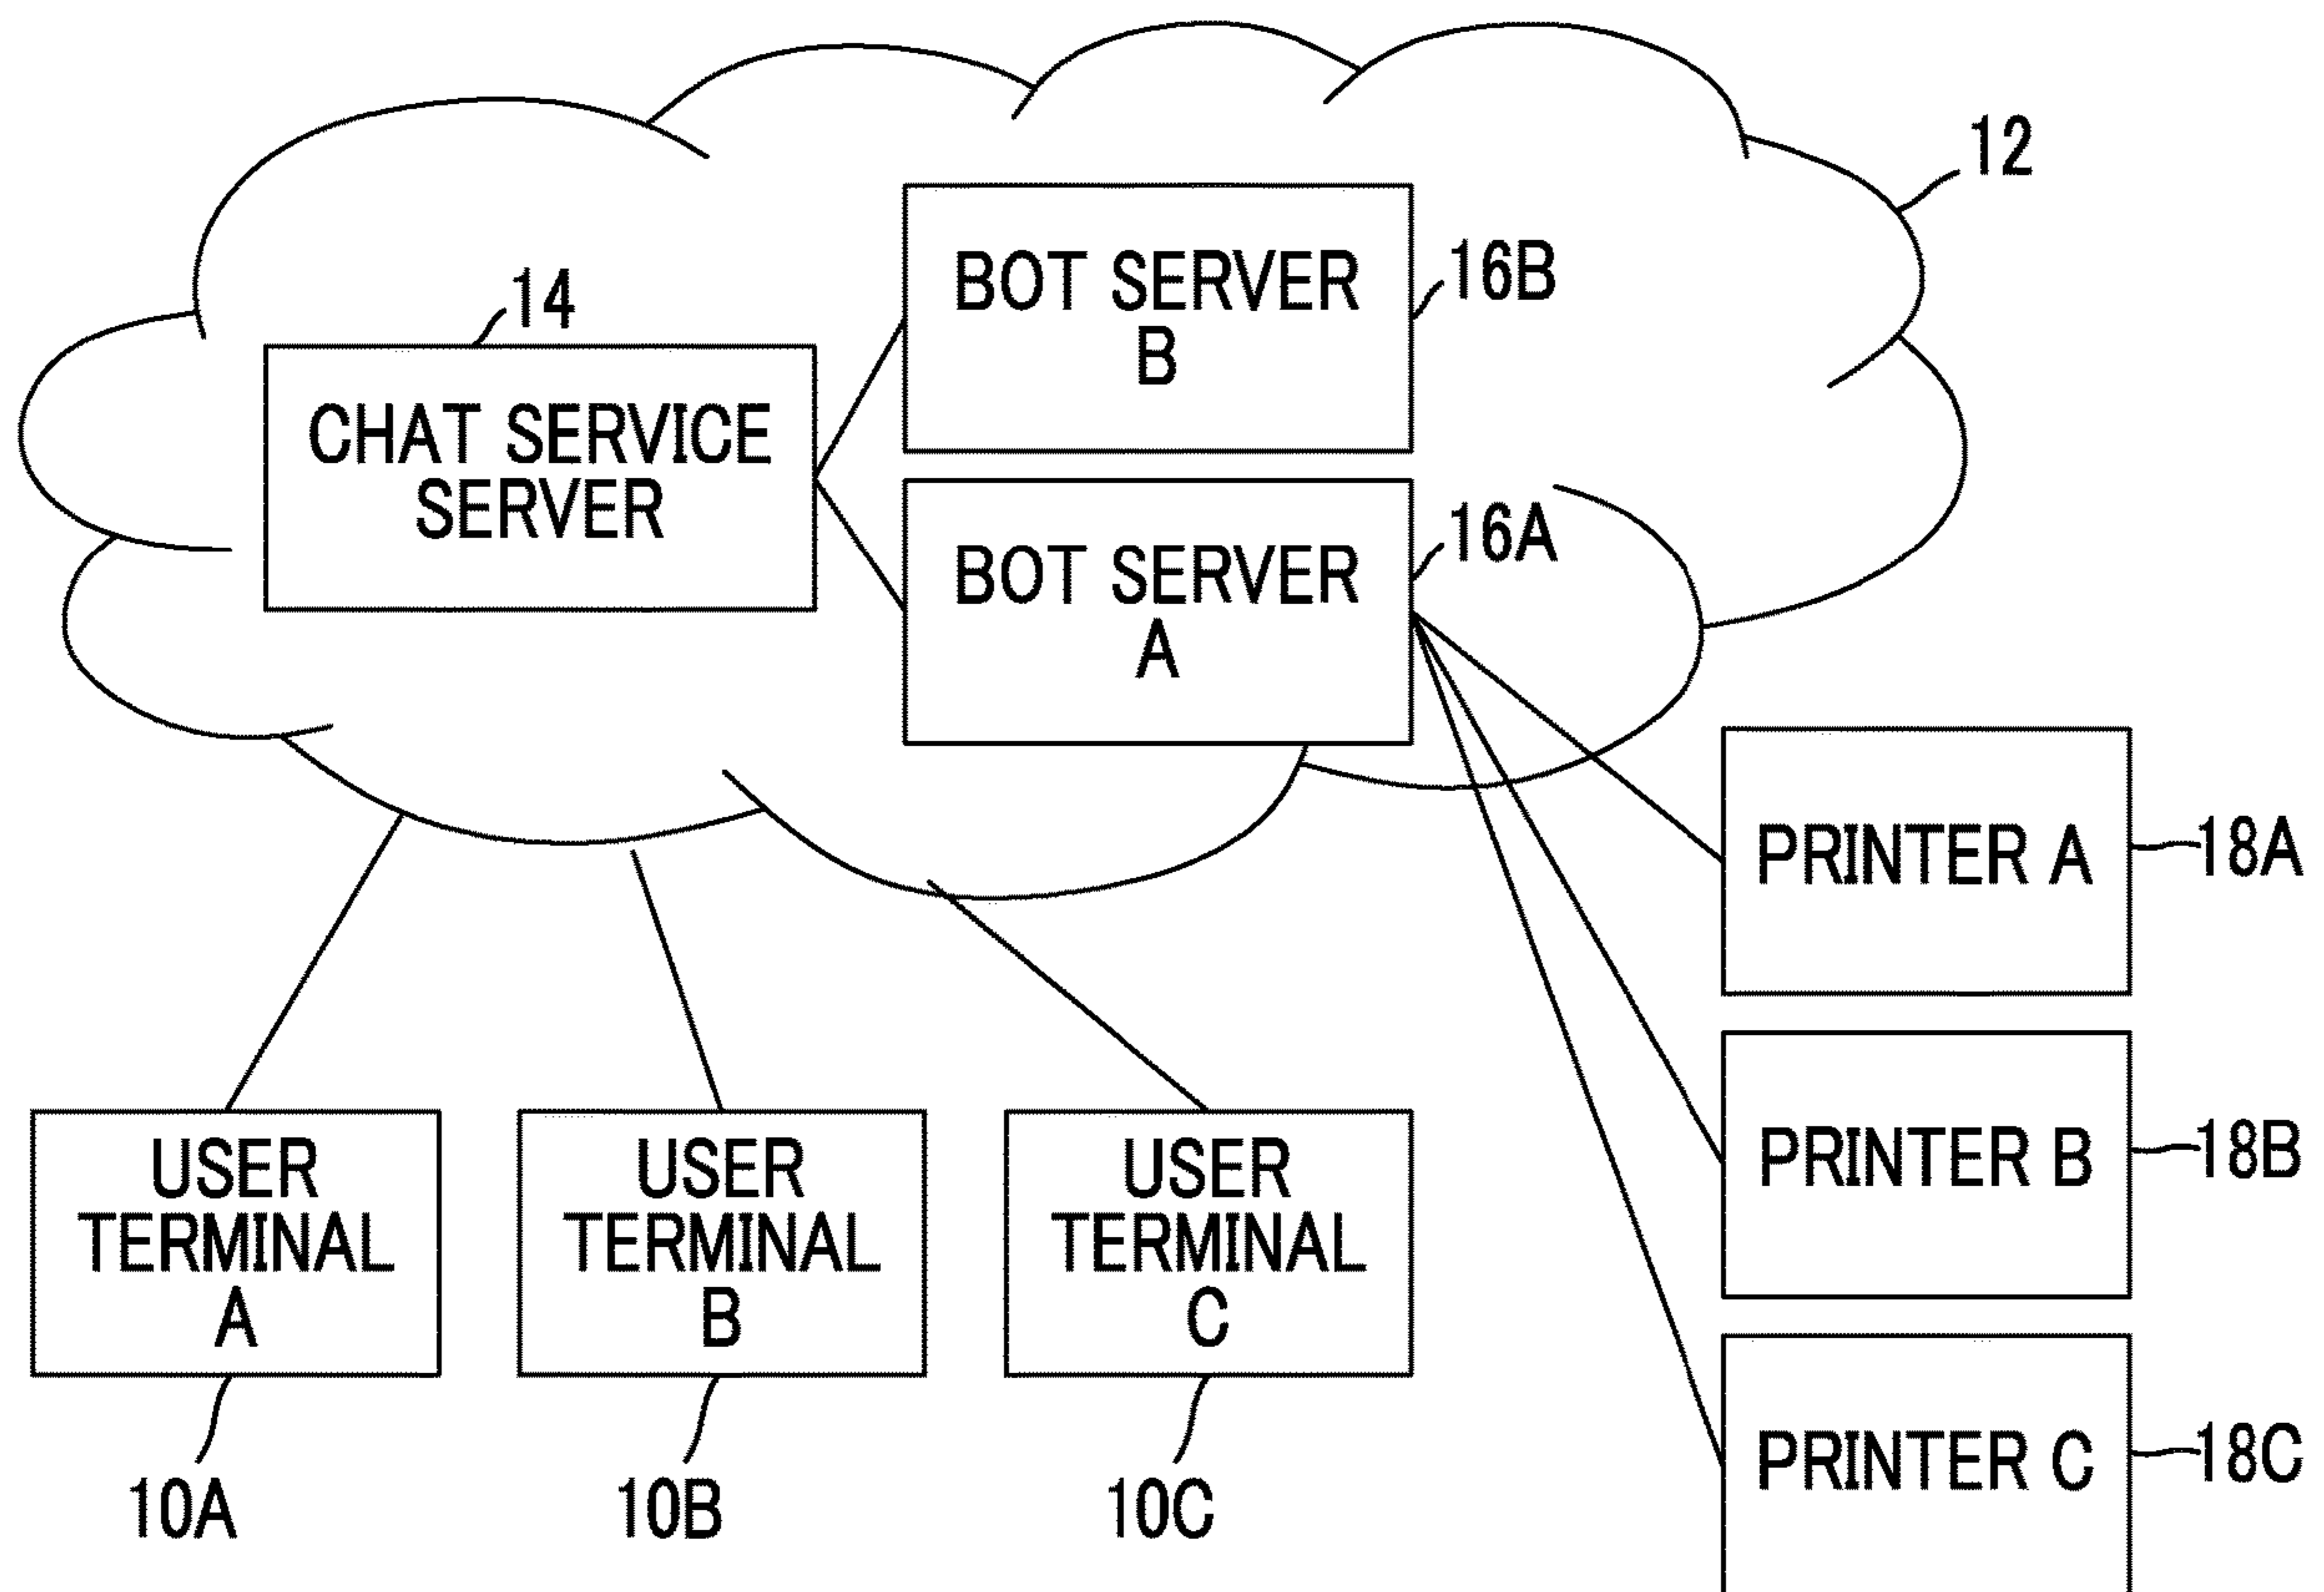 12
BOT SERVER
B
16B
14
CHAT SERVICE
SERVER
BOT SERVER
A
16A
PRINTER A
18A
PRINTER B
18B
PRINTER C
18C
USER
TERMINAL
A
10A
USER
TERMINAL
B
10B
USER
TERMINAL
C
10C